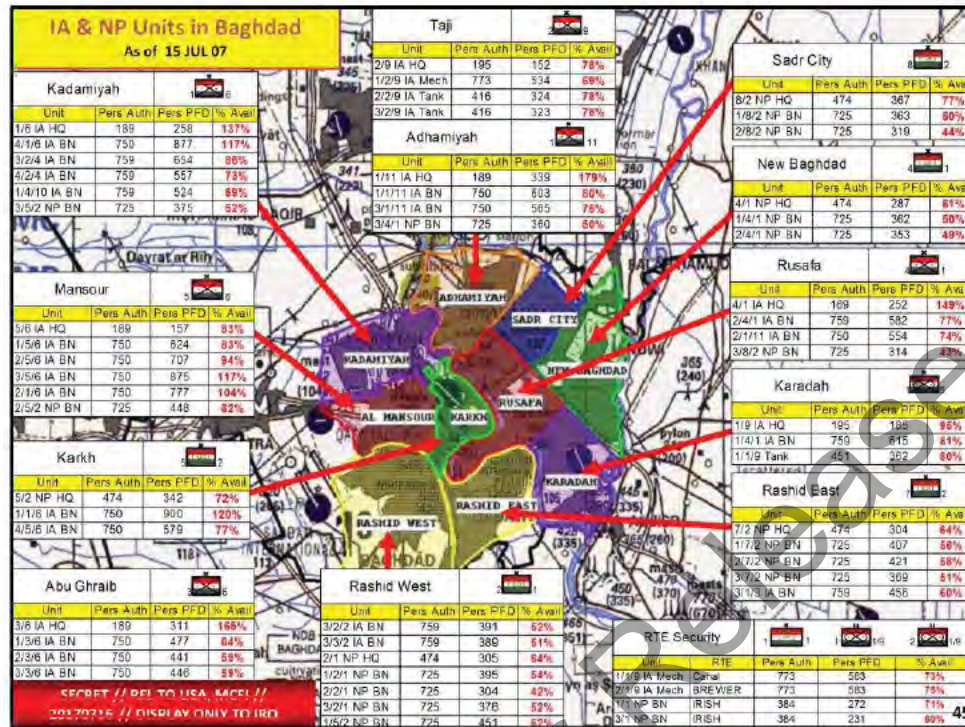 IA & NP Units in Baghdad
As of 15 JUL 07
Kadamiyah
Unit Pers Auth Pers PFD % Avail
1/6 IA HQ 189 258 137%
4/1/6 IA BN 750 877 117%
3/2/4 IA BN 759 654 86%
4/2/4 IA BN 759 557 73%
1/4/10 IA BN 759 524 69%
3/5/2 NP BN 725 375 52%
Mansour
Unit Pers Auth Pers PFD % Avail
5/6 IA HQ 189 157 83%
1/5/6 IA BN 750 624 83%
2/5/6 IA BN 750 707 94%
3/5/6 IA BN 750 875 117%
2/1/6 IA BN 750 777 104%
2/5/2 NP BN 725 448 62%
Karkh
Unit Pers Auth Pers PFD % Avail
5/2 NP HQ 474 342 72%
1/1/6 IA BN 750 900 120%
4/5/6 IA BN 750 579 77%
Abu Ghraib
Unit Pers Auth Pers PFD % Avail
3/6 IA HQ 189 311 165%
1/3/6 IA BN 750 477 64%
2/3/6 IA BN 750 441 59%
3/3/6 IA BN 750 446 59%
SECRET // REL TO USA, MCFI //
20170716 // DISPLAY ONLY TO IRQ
Taji
Unit Pers Auth Pers PFD % Avail
2/9 IA HQ 195 152 78%
1/2/9 IA Mech 773 534 69%
2/2/9 IA Tank 416 324 78%
3/2/9 IA Tank 416 323 78%
Adhamiyah
Unit Pers Auth Pers PFD % Avail
1/11 IA HQ 189 339 179%
1/1/11 IA BN 750 603 80%
3/1/11 IA BN 750 565 75%
3/4/1 NP BN 725 360 50%
ADHAMIYAH
SADR CITY
KADAMIYAH
NEW BAGHDAD
AL MANSOUR
KARKH
RUSAFA
KARADAH
RASHID EAST
RASHID WEST
BAGHDAD
Rashid West
Unit Pers Auth Pers PFD % Avail
3/2/2 IA BN 759 391 52%
3/3/2 IA BN 759 389 51%
2/1 NP HQ 474 305 64%
1/2/1 NP BN 725 395 54%
2/2/1 NP BN 725 304 42%
3/2/1 NP BN 725 376 52%
1/5/2 NP BN 725 451 62%
Sadr City
Unit Pers Auth Pers PFD % Ava
8/2 NP HQ 474 367 77%
1/8/2 NP BN 725 363 50%
2/8/2 NP BN 725 319 44%
New Baghdad
Unit Pers Auth Pers PFD % Ava
4/1 NP HQ 474 287 61%
1/4/1 NP BN 725 362 50%
2/4/1 NP BN 725 353 49%
Rusafa
Unit Pers Auth Pers PFD % Ava
4/1 IA HQ 169 252 149%
2/4/1 IA BN 759 582 77%
2/1/11 IA BN 750 554 74%
3/8/2 NP BN 725 314 43%
Karadah
Unit Pers Auth Pers PFD % Ava
1/9 IA HQ 195 95%
1/4/1 IA BN 759 615 81%
1/1/9 Tank 451 362 80%
Rashid East
Unit Pers Auth Pers PFD % Ava
7/2 NP HQ 474 304 64%
1/7/2 NP BN 725 407 56%
2/7/2 NP BN 725 421 58%
3/7/2 NP BN 725 369 51%
3/1/3 IA BN 759 456 60%
RTE Security
Unit RTE Pers Auth Pers PFD % Avail
Mech Canal 773 563 73%
2/1/9 IA Mech BREWER 773 583 75%
NP BN IRISH 384 272 71%
3/1 NP BN IRISH 384 231 60%
Release